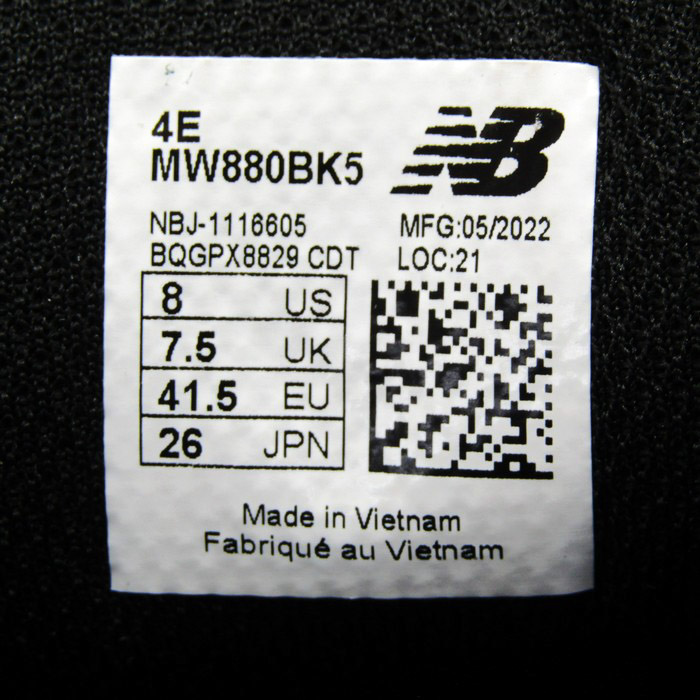 4E
MW880BK5
NB
NBJ-1116605
MFG:05/2022
BQGPX8829 CDT
LOC:21
8 US
7.5 UK
41.5 EU
26 JPN
Made in Vietnam
Fabriqué au Vietnam